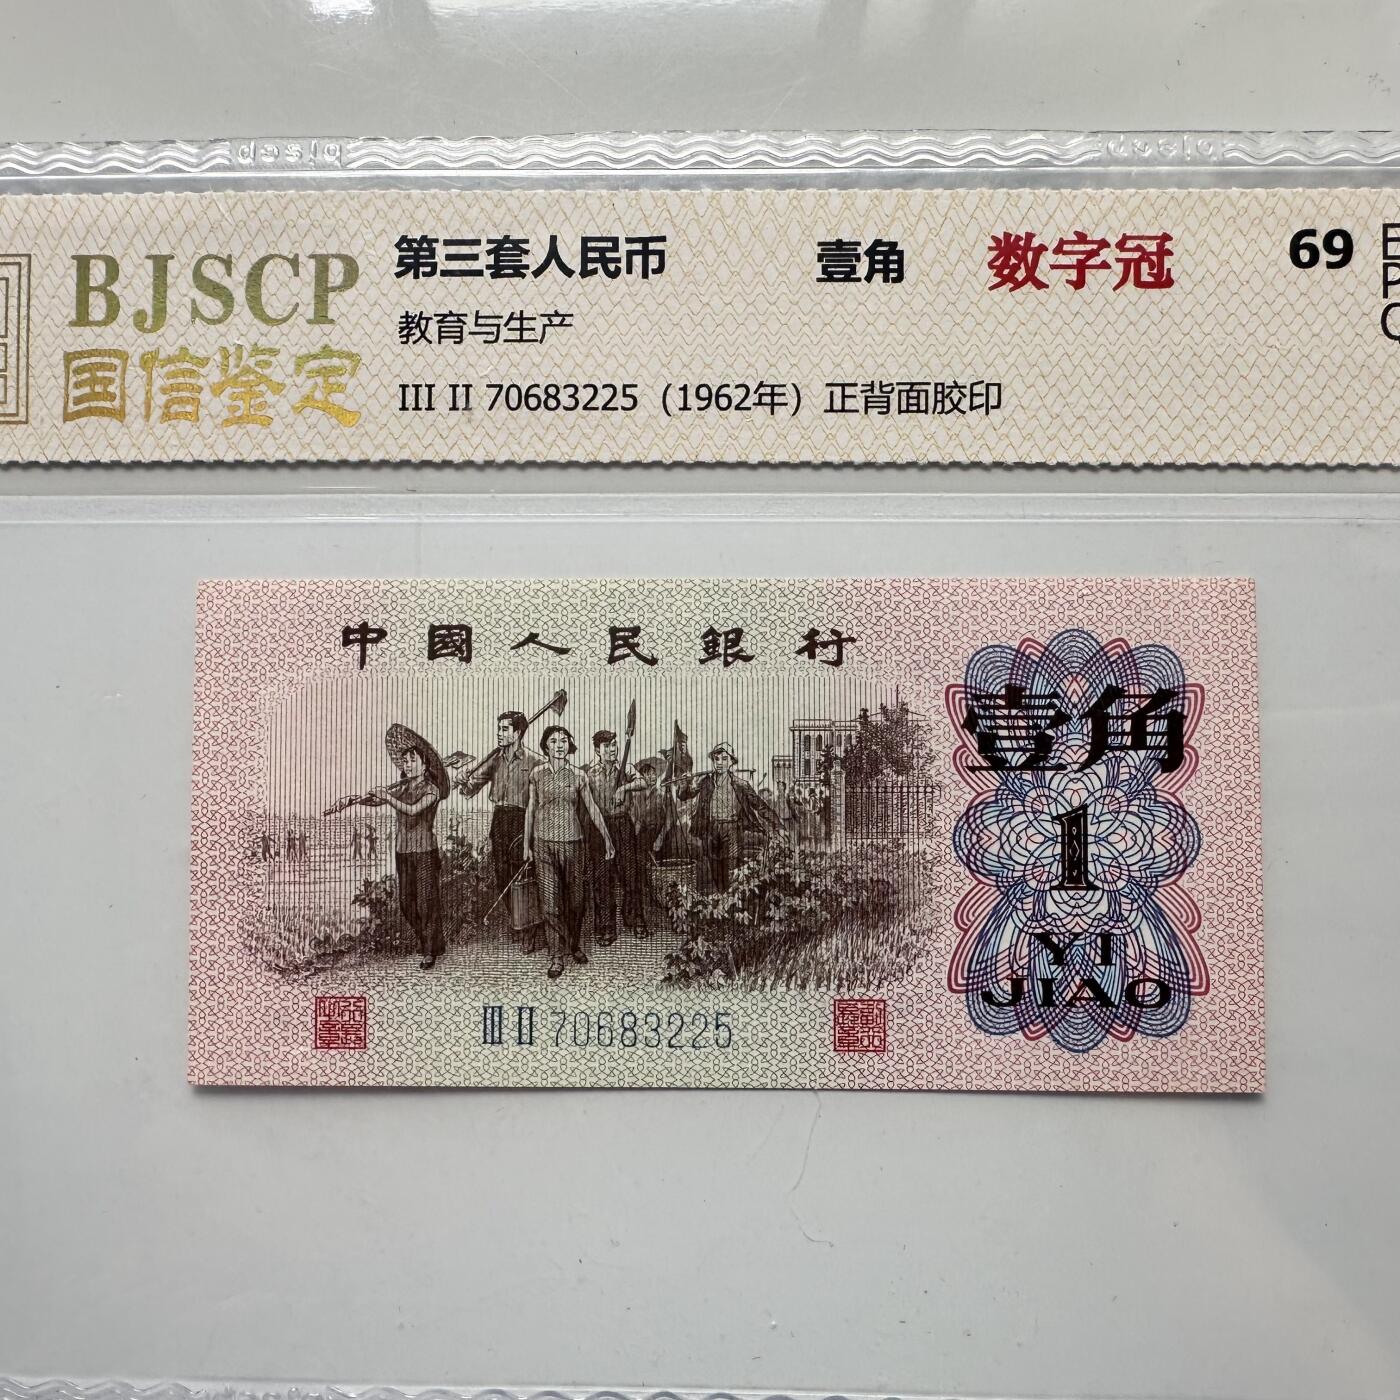 BJSCP
国信鉴定
第三套人民币 壹角 数字冠 69
教育与生产
III II 70683225（1962年）正背面胶印
中國人民銀行
壹角
1
YI
JIAO
III II 70683225